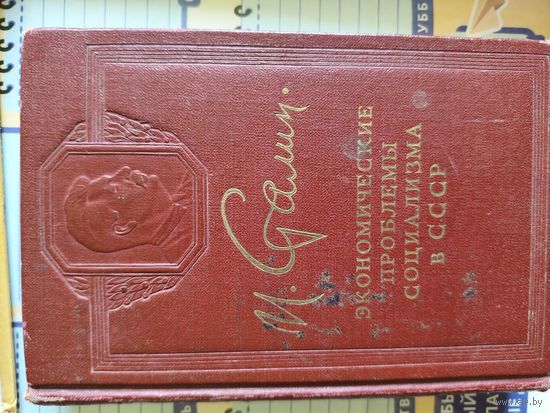 И. Сталин.
ЭКОНОМИЧЕСКИЕ
ПРОБЛЕМЫ
СОЦИАЛИЗМА
В СССР